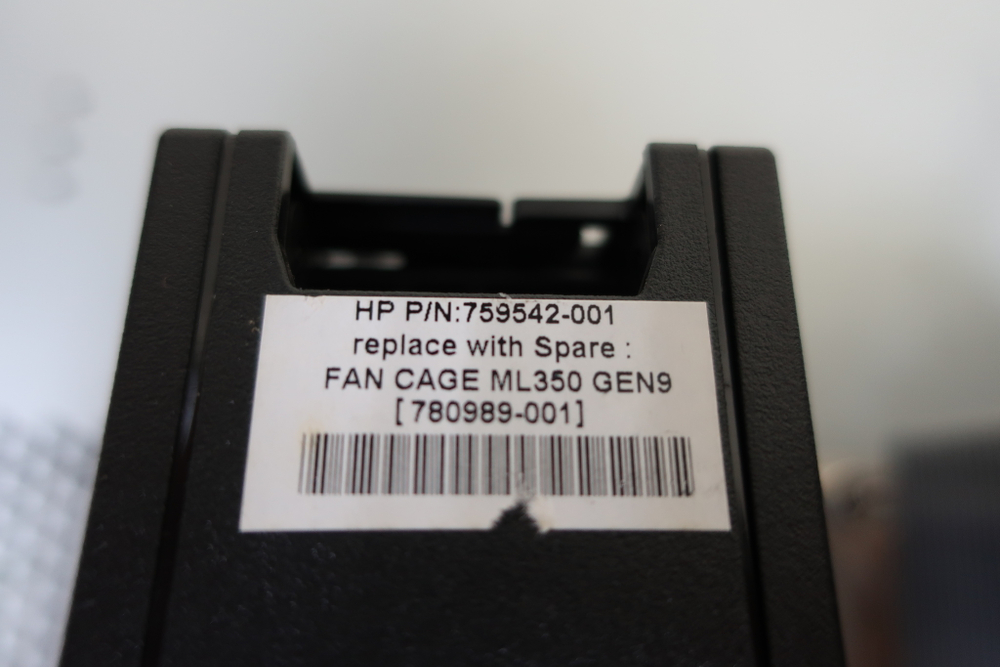 HP P/N:759542-001
replace with Spare :
FAN CAGE ML350 GEN9
[780989-001]